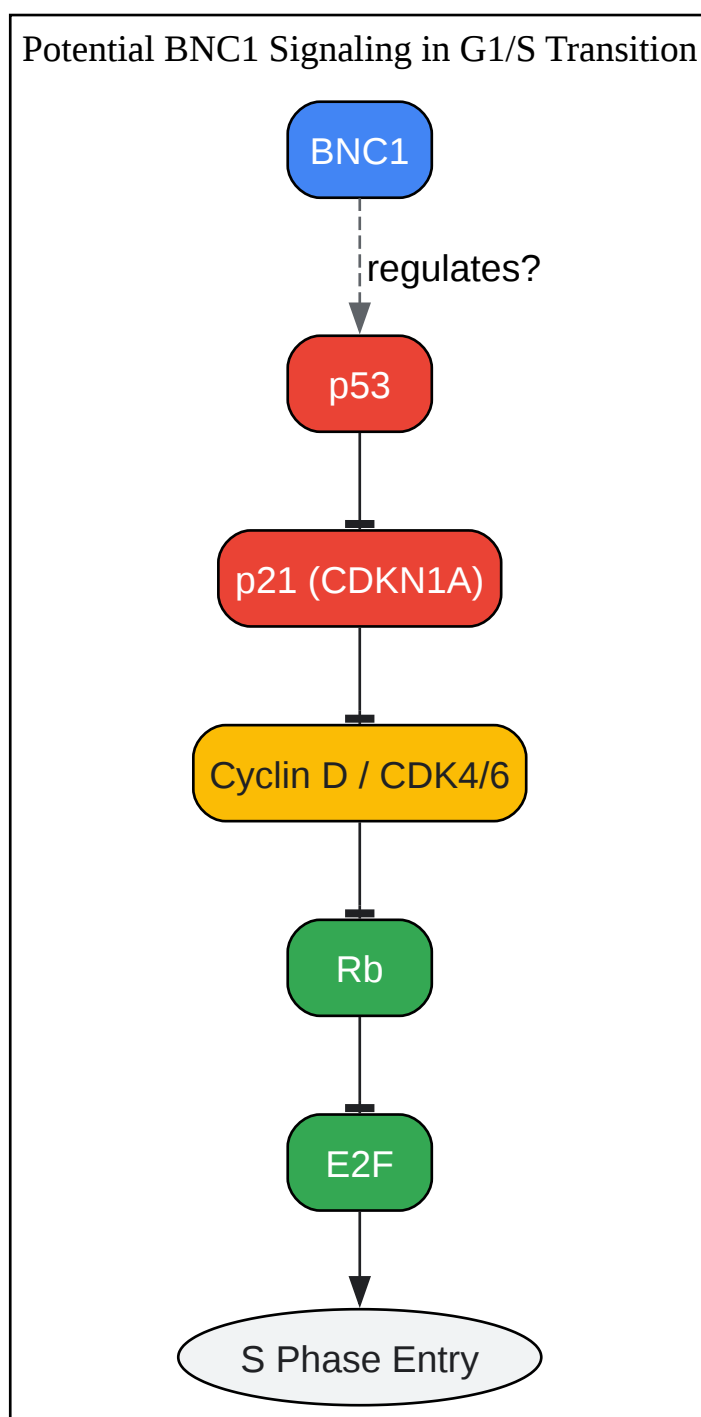 Potential BNC1 Signaling in G1/S Transition
BNC1
regulates?
p53
p21 (CDKN1A)
Cyclin D / CDK4/6
Rb
E2F
S Phase Entry